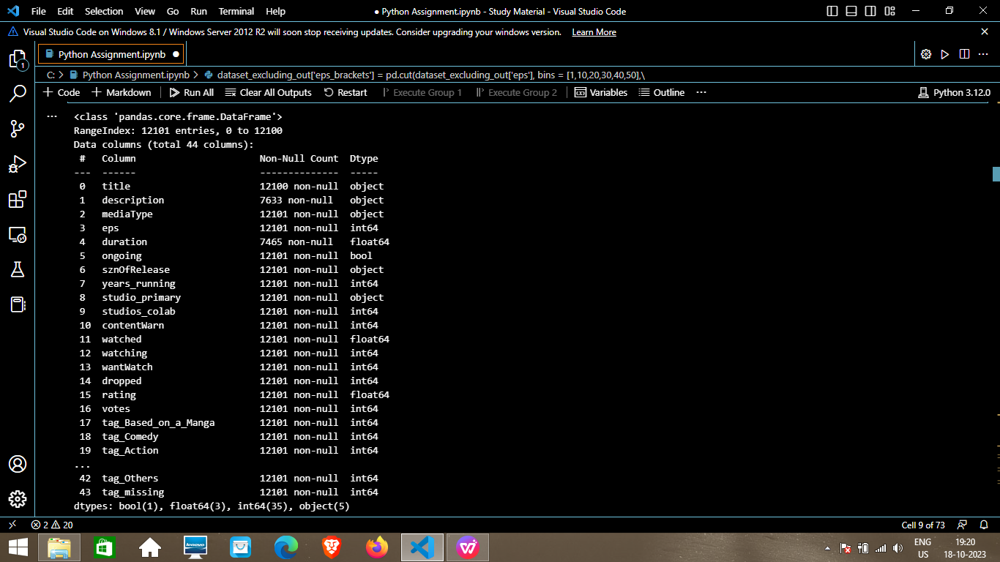 File Edit Selection View Go Run Terminal Help ● Python Assignment.ipynb - Study Material - Visual Studio Code
Visual Studio Code on Windows 8.1 / Windows Server 2012 R2 will soon stop receiving updates. Consider upgrading your windows version. Learn More
1 Python Assignment.ipynb ●
C: > Python Assignment.ipynb > dataset_excluding_out['eps_brackets'] = pd.cut(dataset_excluding_out['eps'], bins = [1,10,20,30,40,50],\
+ Code + Markdown Run All Clear All Outputs Restart Execute Group 1 Execute Group 2 Variables Outline ... Python 3.12.0
... <class 'pandas.core.frame.DataFrame'>
RangeIndex: 12101 entries, 0 to 12100
Data columns (total 44 columns):
# Column Non-Null Count Dtype
--- ------ -------------- -----
0 title 12100 non-null object
1 description 7633 non-null object
2 mediaType 12101 non-null object
3 eps 12101 non-null int64
4 duration 7465 non-null float64
5 ongoing 12101 non-null bool
6 sznOfRelease 12101 non-null object
7 years_running 12101 non-null int64
8 studio_primary 12101 non-null object
9 studios_colab 12101 non-null int64
10 contentWarn 12101 non-null int64
11 watched 12101 non-null float64
12 watching 12101 non-null int64
13 wantWatch 12101 non-null int64
14 dropped 12101 non-null int64
15 rating 12101 non-null float64
16 votes 12101 non-null int64
17 tag_Based_on_a_Manga 12101 non-null int64
18 tag_Comedy 12101 non-null int64
19 tag_Action 12101 non-null int64
...
42 tag_Others 12101 non-null int64
43 tag_missing 12101 non-null int64
dtypes: bool(1), float64(3), int64(35), object(5)
2 20 Cell 9 of 73
lenovo ENG 19:20
US 18-10-2023